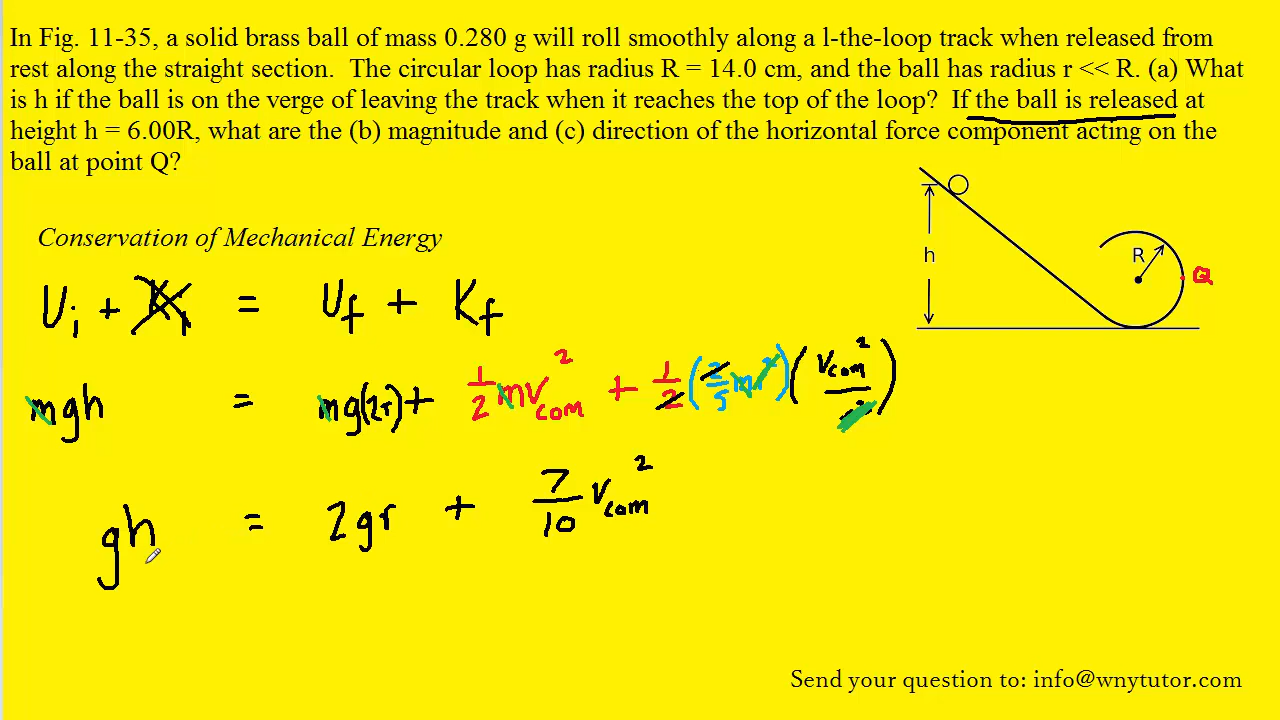 In Fig. 11-35, a solid brass ball of mass 0.280 g will roll smoothly along a l-the-loop track when released from
rest along the straight section. The circular loop has radius R = 14.0 cm, and the ball has radius r << R. (a) What
is h if the ball is on the verge of leaving the track when it reaches the top of the loop? If the ball is released at
height h = 6.00R, what are the (b) magnitude and (c) direction of the horizontal force component acting on the
ball at point Q?
h
R
Q
Conservation of Mechanical Energy
Ui + Ki = Uf + Kf
mgh = mg(2r) + 1/2 mv²com + 1/2 (2/5 mr²) (vcom²/r²)
gh = 2gr + 7/10 vcom²
Send your question to: info@wnytutor.com